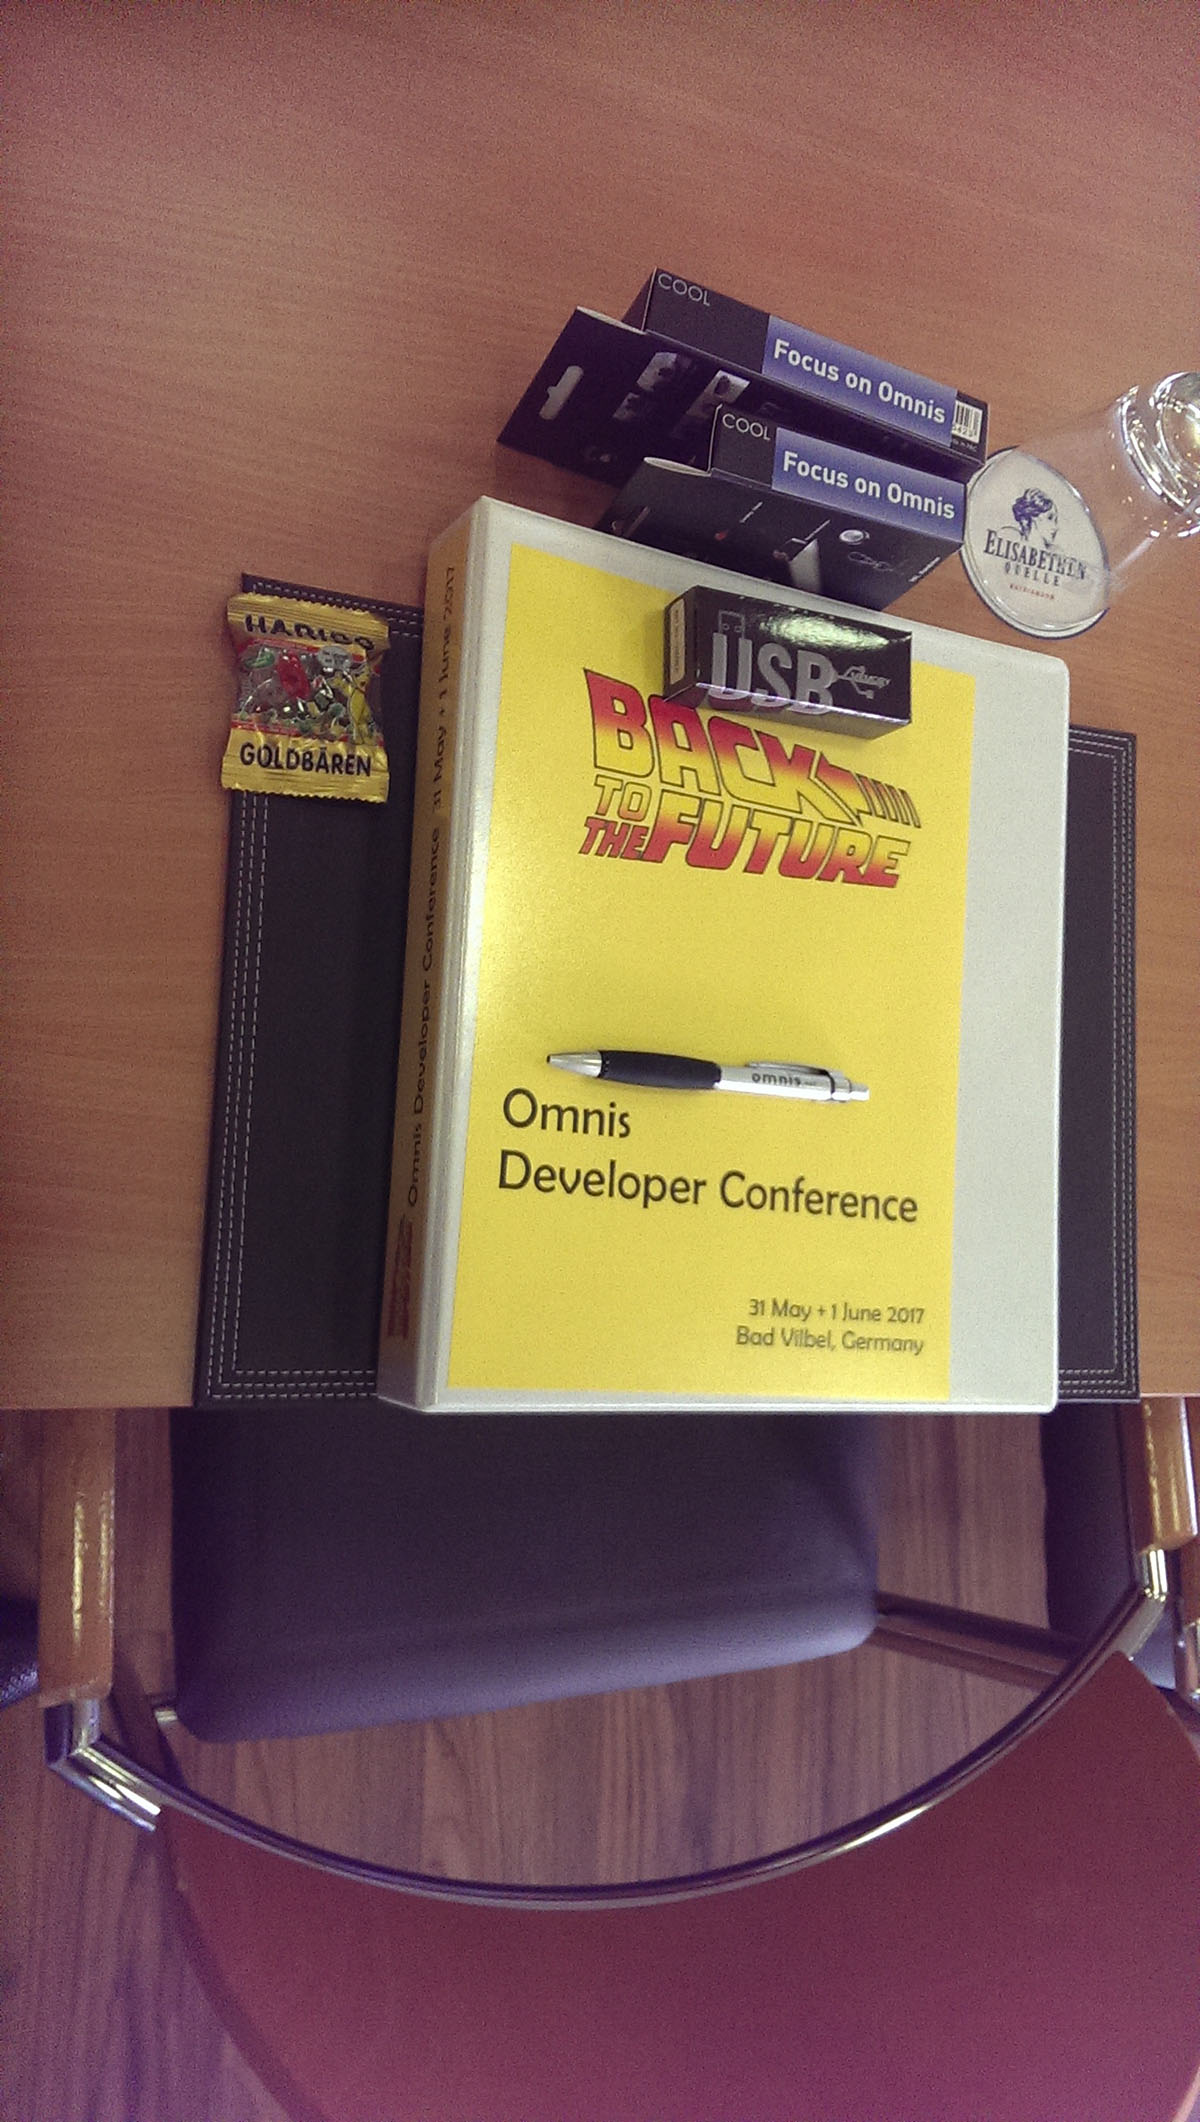 COOL
Focus on Omnis
COOL
Focus on Omnis
ELISABETHEN
QUELLE
HARIBO
GOLDBÄREN
USB
MEMORY
BACK
TO
THE FUTURE
omnis
Omnis
Developer Conference
31 May + 1 June 2017
Bad Vilbel, Germany
Omnis Developer Conference 31 May + 1 June 2017